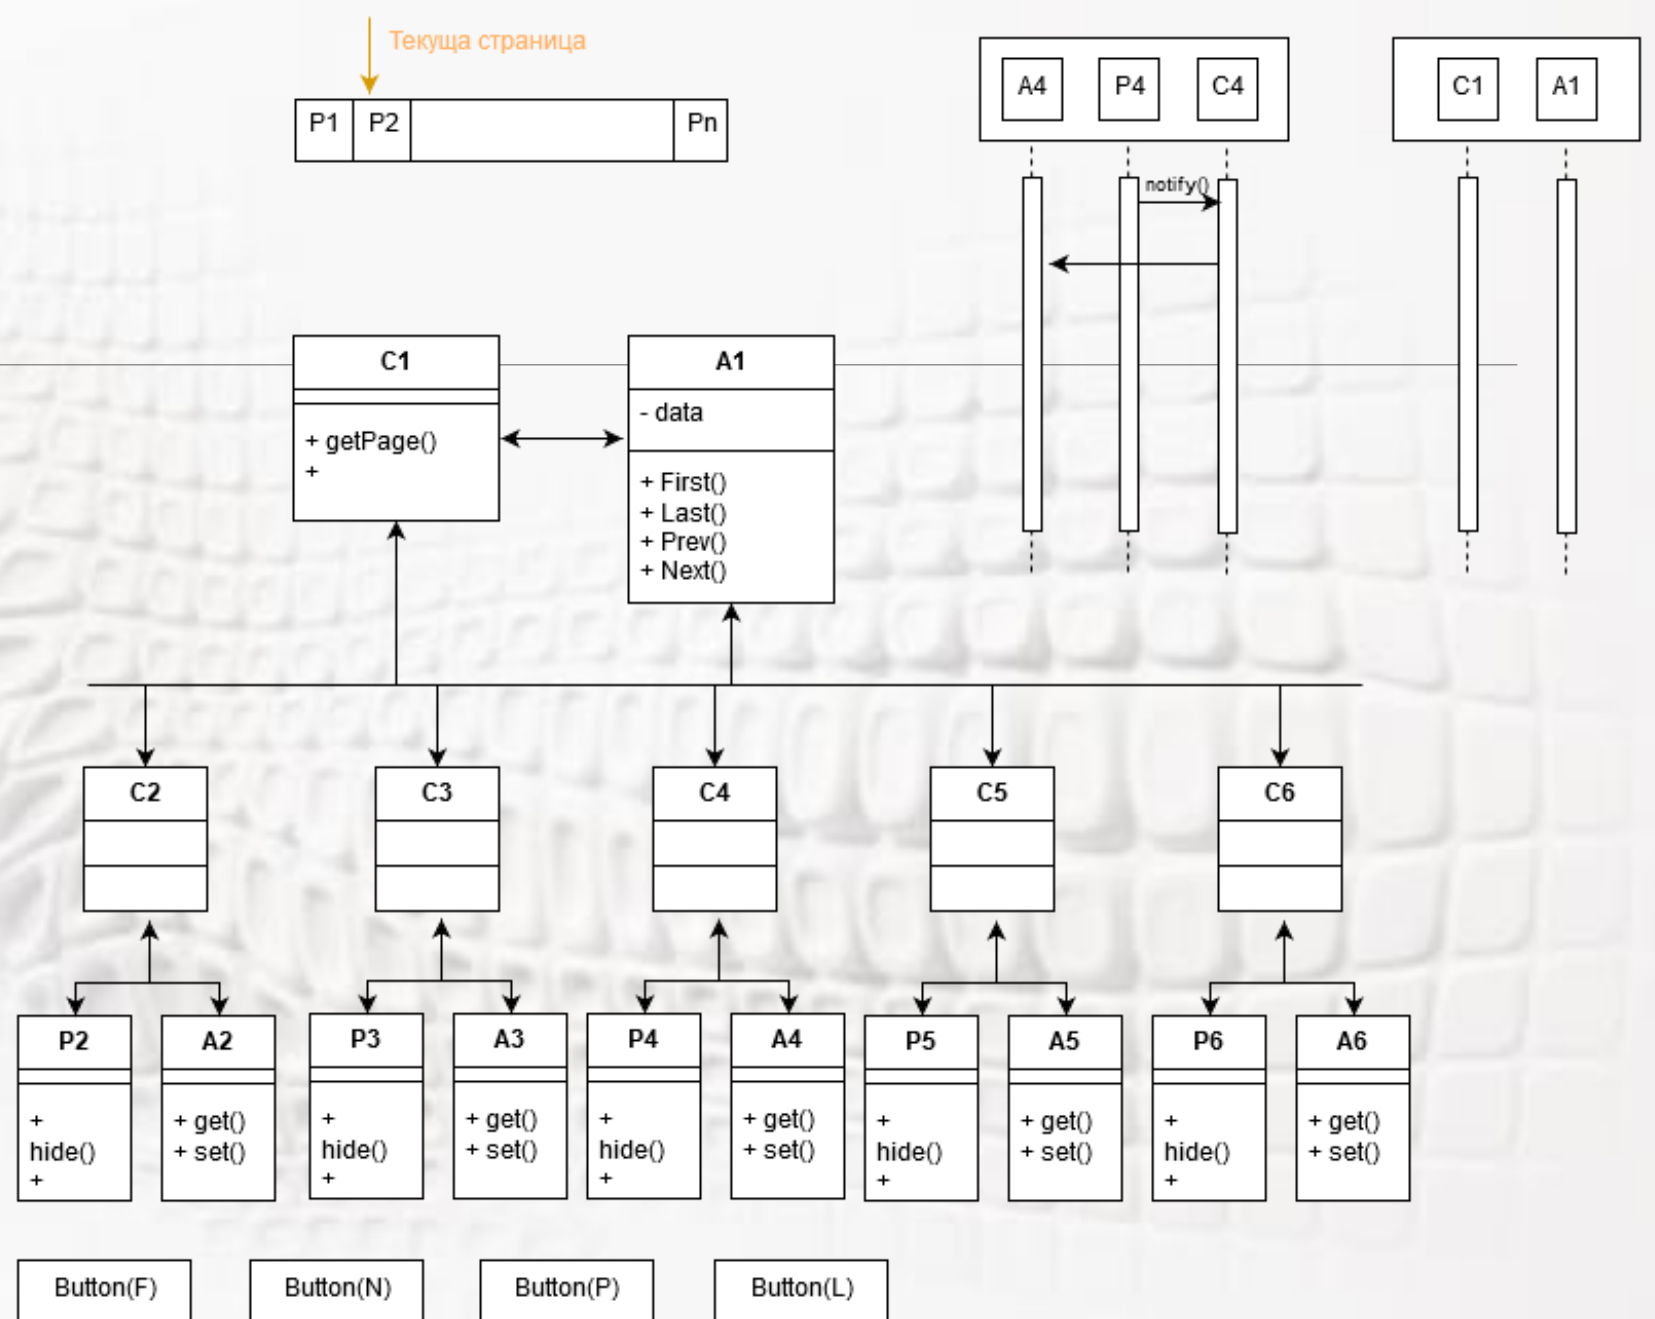 Текуща страница
P1 P2 Pn
A4 P4 C4 C1 A1
notify()
C1
+ getPage()
+
A1
- data
+ First()
+ Last()
+ Prev()
+ Next()
C2 C3 C4 C5 C6
P2
+
hide()
+
A2
+ get()
+ set()
P3
+
hide()
+
A3
+ get()
+ set()
P4
+
hide()
+
A4
+ get()
+ set()
P5
+
hide()
+
A5
+ get()
+ set()
P6
+
hide()
+
A6
+ get()
+ set()
Button(F) Button(N) Button(P) Button(L)